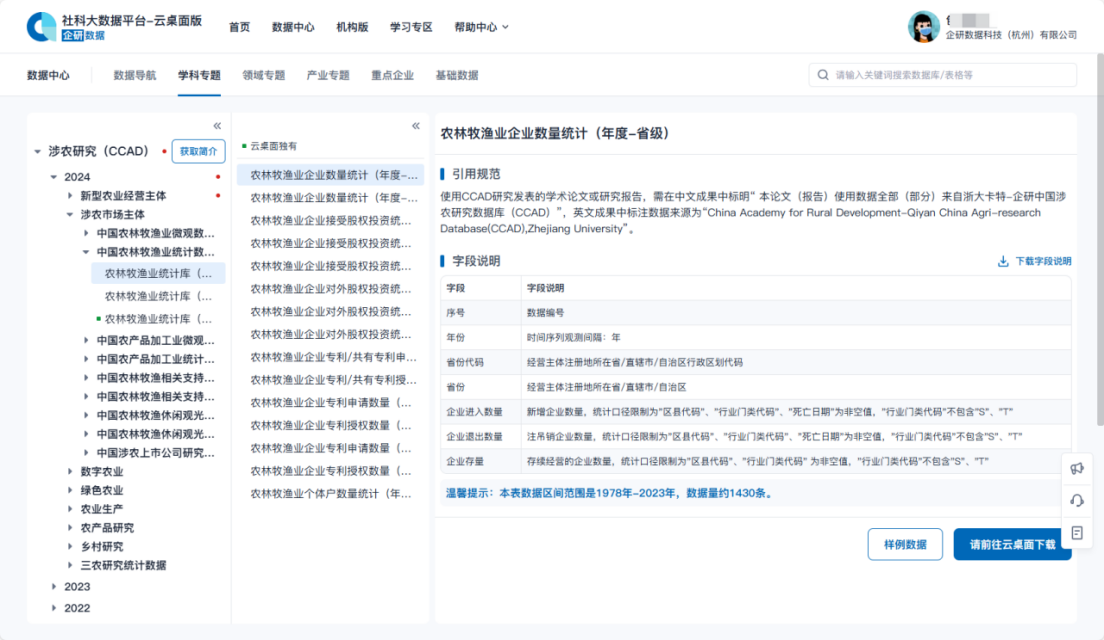 社科大数据平台-云桌面版
企研数据
首页 数据中心 机构版 学习专区 帮助中心
企研数据科技（杭州）有限公司
数据中心 数据导航 学科专题 领域专题 产业专题 重点企业 基础数据
请输入关键词搜索数据库/表格等
涉农研究（CCAD） 获取简介
2024
新型农业经营主体
涉农市场主体
中国农林牧渔业微观数...
中国农林牧渔业统计数...
农林牧渔业统计库（...
农林牧渔业统计库（...
农林牧渔业统计库（...
中国农产品加工业微观...
中国农产品加工业统计...
中国农林牧渔相关支持...
中国农林牧渔相关支持...
中国农林牧渔休闲观光...
中国农林牧渔休闲观光...
中国涉农上市公司研究...
数字农业
绿色农业
农业生产
农产品研究
乡村研究
三农研究统计数据
2023
2022
云桌面独有
农林牧渔业企业数量统计（年度-...
农林牧渔业企业数量统计（年度-...
农林牧渔业企业接受股权投资统...
农林牧渔业企业接受股权投资统...
农林牧渔业企业接受股权投资统...
农林牧渔业企业对外股权投资统...
农林牧渔业企业对外股权投资统...
农林牧渔业企业对外股权投资统...
农林牧渔业企业专利/共有专利申...
农林牧渔业企业专利/共有专利授...
农林牧渔业企业专利申请数量（...
农林牧渔业企业专利授权数量（...
农林牧渔业企业专利申请数量（...
农林牧渔业企业专利授权数量（...
农林牧渔业个体户数量统计（年...
农林牧渔业企业数量统计（年度-省级）
引用规范
使用CCAD研究发表的学术论文或研究报告，需在中文成果中标明” 本论文（报告）使用数据全部（部分）来自浙大卡特-企研中国涉
农研究数据库（CCAD）”，英文成果中标注数据来源为“China Academy for Rural Development-Qiyan China Agri-research
Database(CCAD),Zhejiang University”。
字段说明 下载字段说明
字段 字段说明
序号 数据编号
年份 时间序列观测间隔：年
省份代码 经营主体注册地所在省/直辖市/自治区行政区划代码
省份 经营主体注册地所在省/直辖市/自治区
企业进入数量 新增企业数量，统计口径限制为"区县代码"、"行业门类代码"、"死亡日期"为非空值，"行业门类代码"不包含"S"、"T"
企业退出数量 注吊销企业数量，统计口径限制为"区县代码"、"行业门类代码"、"死亡日期"为非空值，"行业门类代码"不包含"S"、"T"
企业存量 存续经营的企业数量，统计口径限制为"区县代码"、"行业门类代码" 为非空值，"行业门类代码"不包含"S"、"T"
温馨提示：本表数据区间范围是1978年-2023年，数据量约1430条。
样例数据 请前往云桌面下载